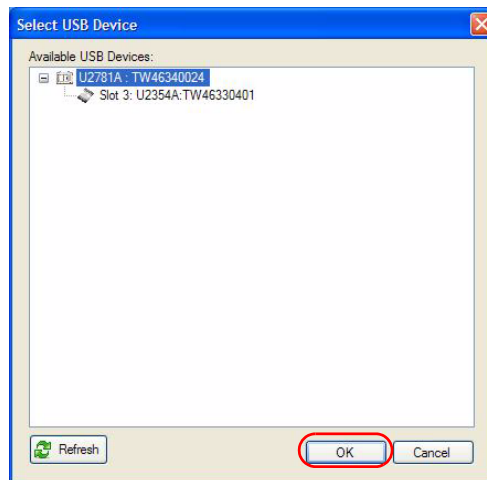 Select USB Device
Available USB Devices:
U2781A : TW46340024
Slot 3: U2354A:TW46330401
Refresh
OK
Cancel